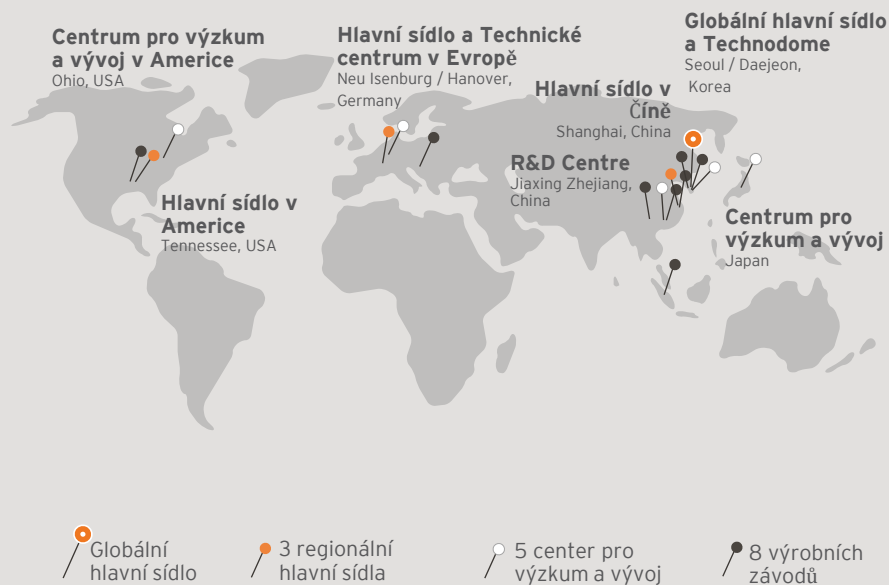 Centrum pro výzkum
a vývoj v Americe
Ohio, USA
Hlavní sídlo a Technické
centrum v Evropě
Neu Isenburg / Hanover,
Germany
Globální hlavní sídlo
a Technodome
Seoul / Daejeon,
Korea
Hlavní sídlo v
Číně
Shanghai, China
R&D Centre
Jiaxing Zhejiang,
China
Hlavní sídlo v
Americe
Tennessee, USA
Centrum pro
výzkum a vývoj
Japan
Globální
hlavní sídlo
3 regionální
hlavní sídla
5 center pro
výzkum a vývoj
8 výrobních
závodů